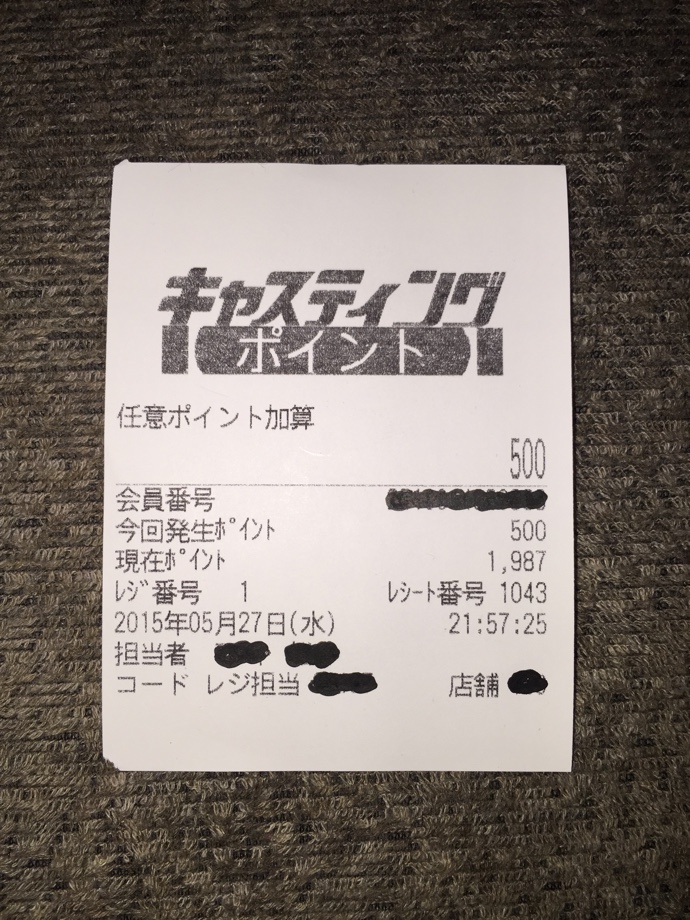 キャスティング
ポイント
任意ポイント加算
500
会員番号
今回発生ﾎﾟｲﾝﾄ 500
現在ﾎﾟｲﾝﾄ 1,987
ﾚｼﾞ番号 1 ﾚｼｰﾄ番号 1043
2015年05月27日(水) 21:57:25
担当者
コード レジ担当 店舗